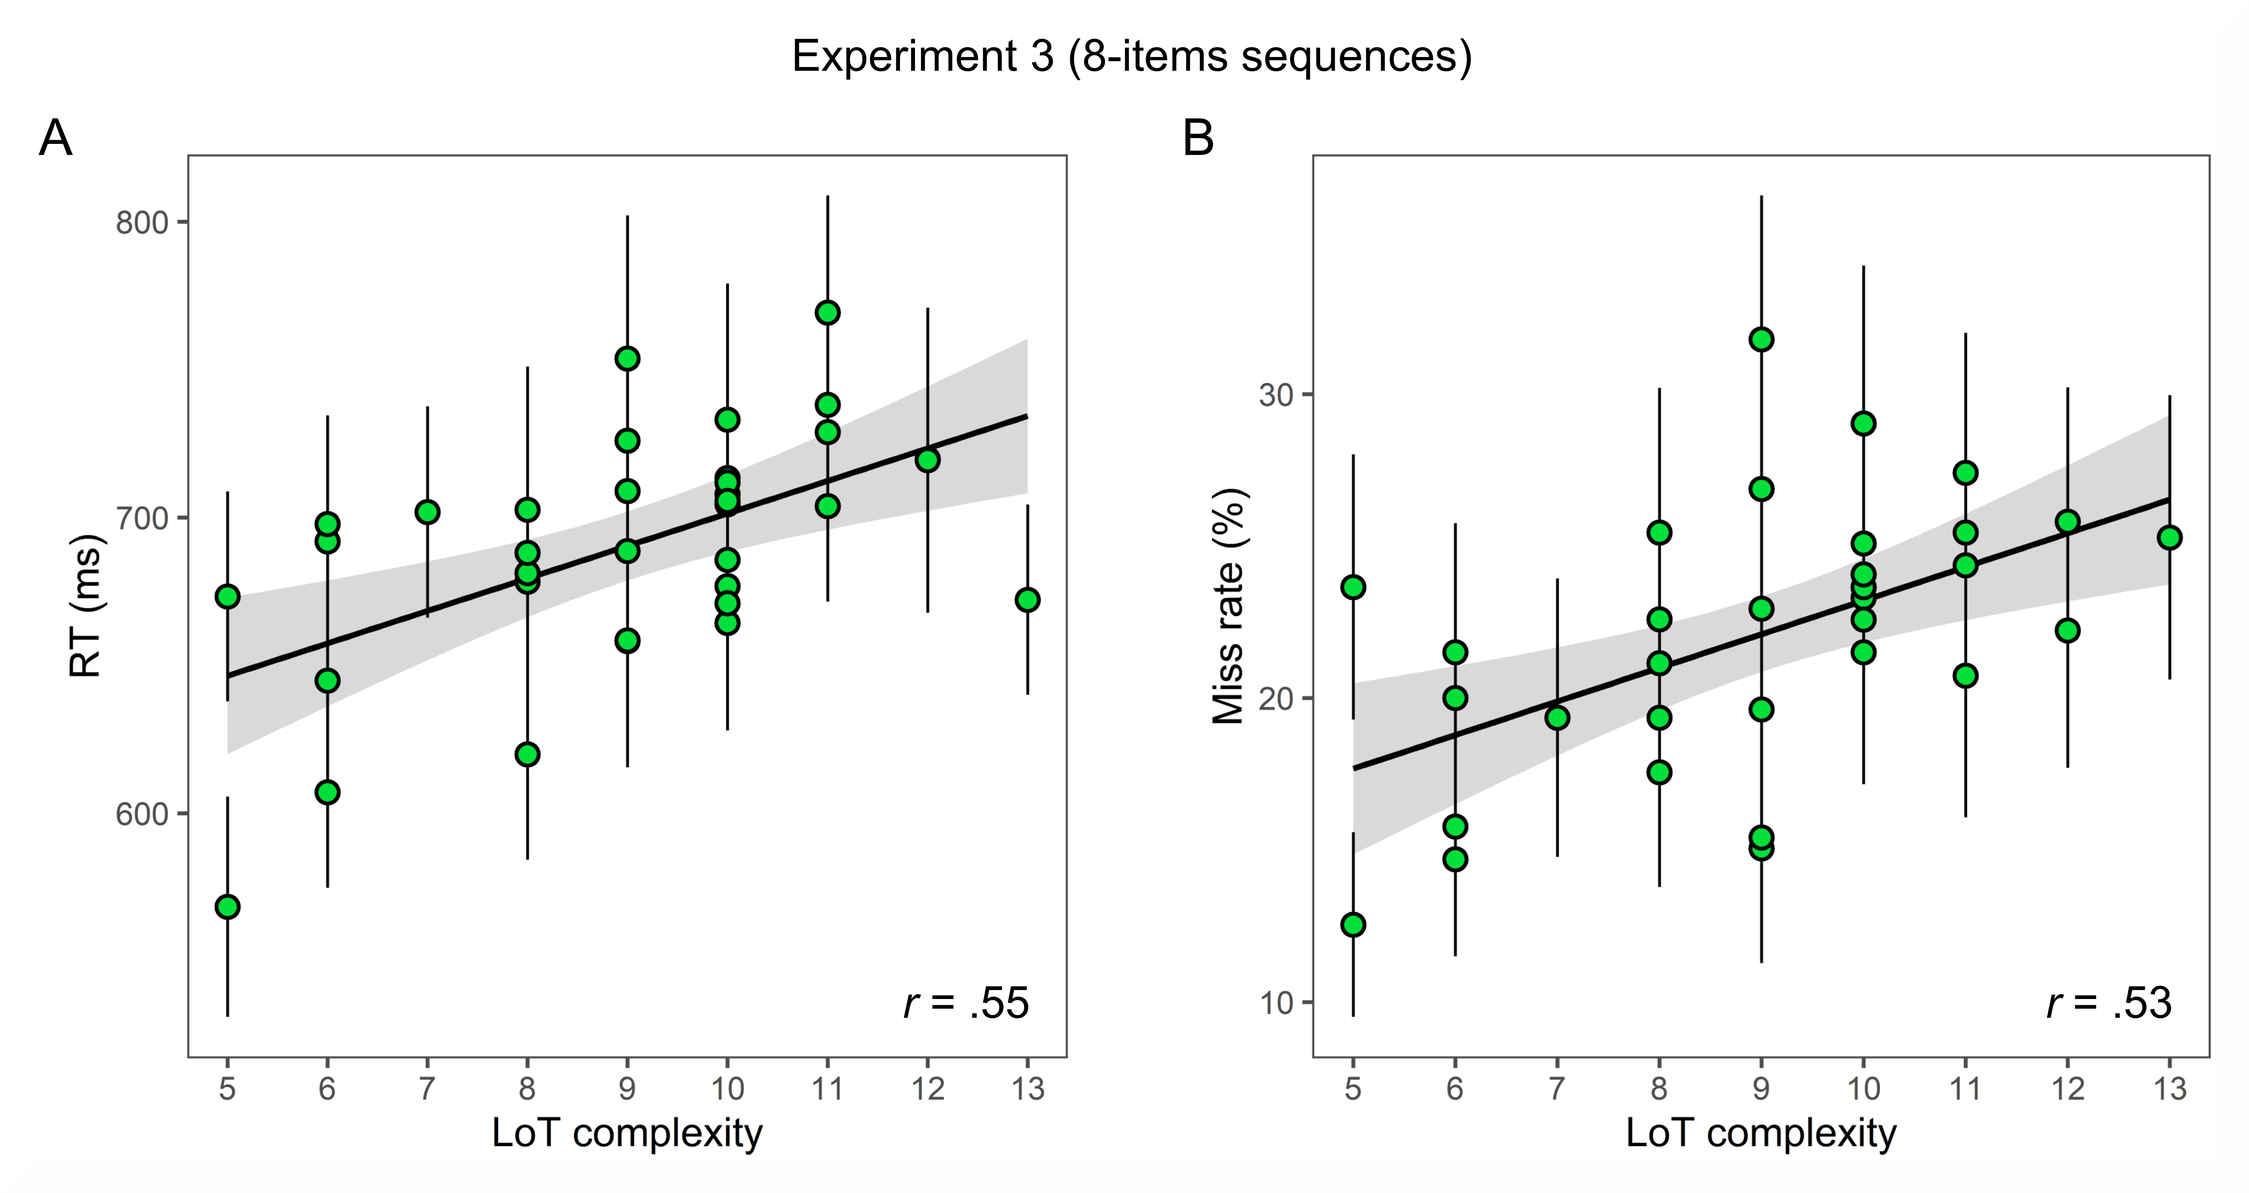 Experiment 3 (8-items sequences)
A
800
700
600
RT (ms)
5 6 7 8 9 10 11 12 13
LoT complexity
r = .55
B
30
20
10
Miss rate (%)
5 6 7 8 9 10 11 12 13
LoT complexity
r = .53